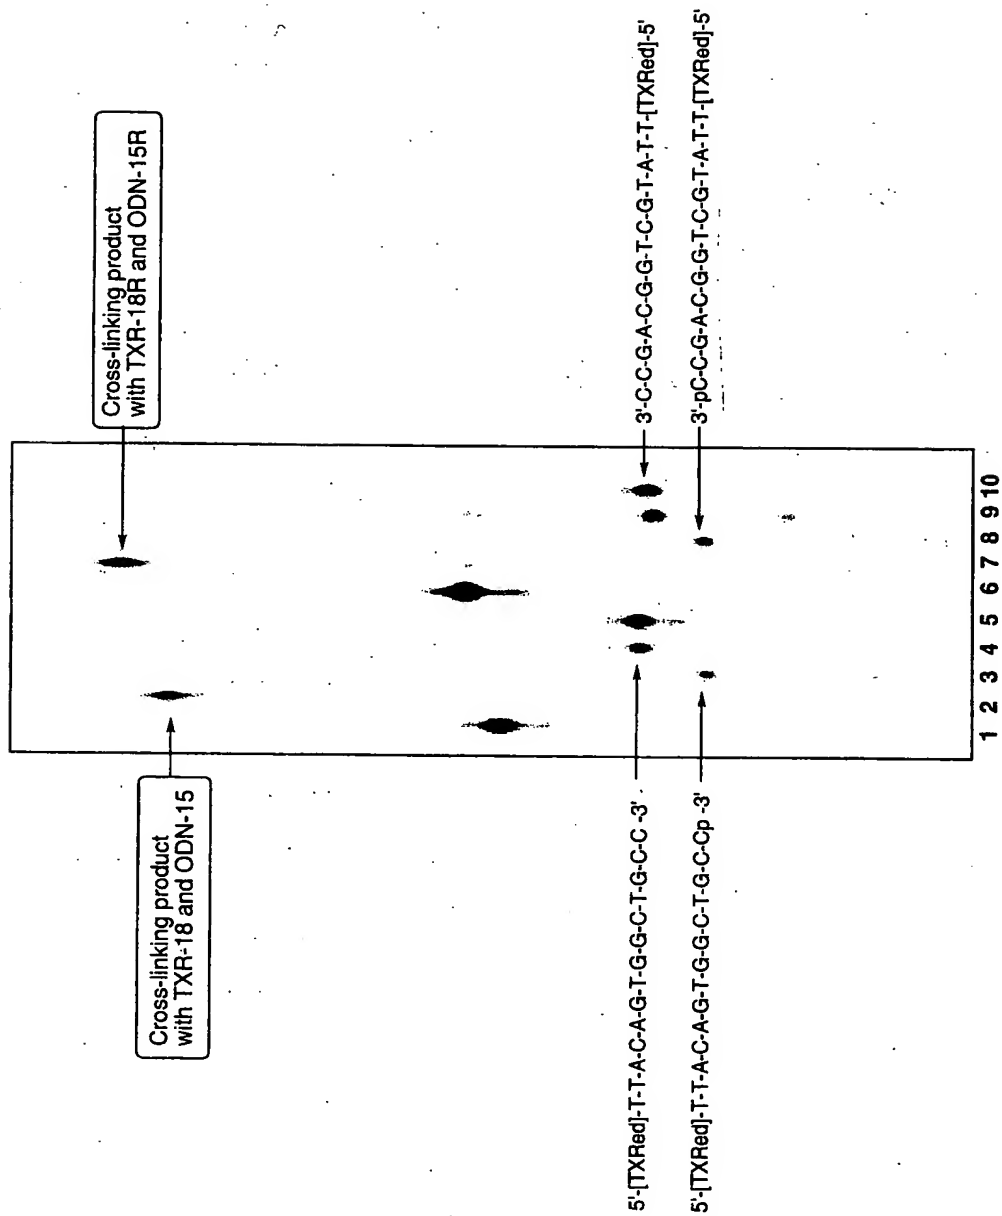 Cross-linking product
with TXR-18R and ODN-15R
3'-C-C-G-A-C-G-G-T-C-G-T-A-T-T-[TXRed]-5'
3'-pC-C-G-A-C-G-G-T-C-G-T-A-T-T-[TXRed]-5'
1 2 3 4 5 6 7 8 9 10
Cross-linking product
with TXR-18 and ODN-15
5'-[TXRed]-T-T-A-C-A-G-T-G-G-C-T-G-C-C -3'
5'-[TXRed]-T-T-A-C-A-G-T-G-G-C-T-G-C-Cp -3'